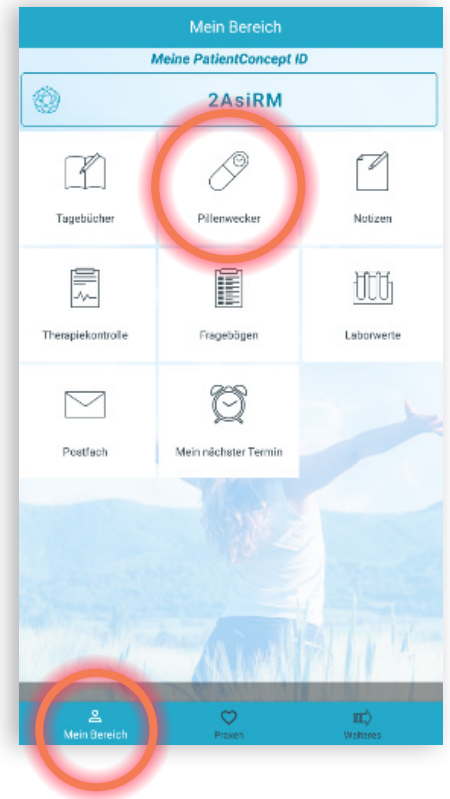 Mein Bereich
Meine PatientConcept ID
2AsiRM
Tagebücher
Pillenwecker
Notizen
Therapiekontrolle
Fragebögen
Laborwerte
Postfach
Mein nächster Termin
Mein Bereich
Praxen
Weiteres